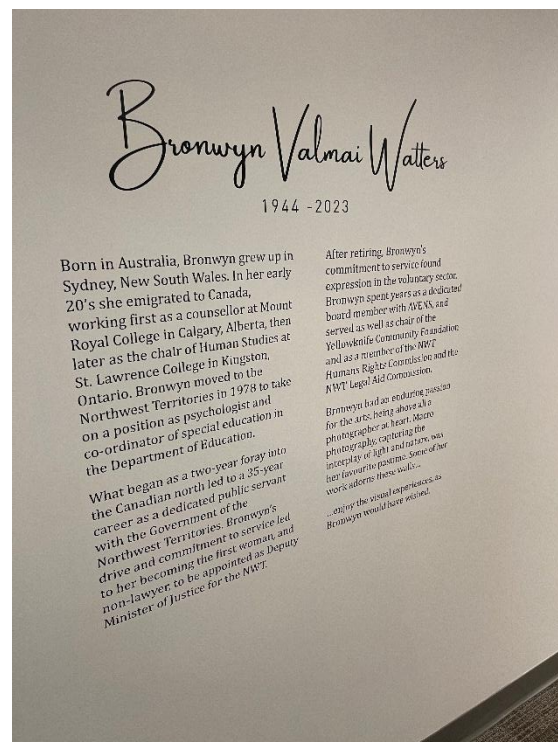 Bronwyn Valmai Watters
1944 -2023
Born in Australia, Bronwyn grew up in
Sydney, New South Wales. In her early
20's she emigrated to Canada,
working first as a counsellor at Mount
Royal College in Calgary, Alberta, then
later as the chair of Human Studies at
St. Lawrence College in Kingston,
Ontario. Bronwyn moved to the
Northwest Territories in 1978 to take
on a position as psychologist and
co-ordinator of special education in
the Department of Education.
What began as a two-year foray into
the Canadian north led to a 35-year
career as a dedicated public servant
with the Government of the
Northwest Territories. Bronwyn's
drive and commitment to service led
to her becoming the first woman, and
non-lawyer, to be appointed as Deputy
Minister of Justice for the NWT.
After retiring, Bronwyn's
commitment to service found
expression in the voluntary sector.
Bronwyn spent years as a dedicated
board member with AVENS, and
served as well as chair of the
Yellowknife Community Foundation
and as a member of the NWT
Humans Rights Commission and the
NWT Legal Aid Commission.
Bronwyn had an enduring passion
for the arts, being above all a
photographer at heart. Macro
photography, capturing the
interplay of light and nature, was
her favourite pastime. Some of her
work adorns these walls...
...enjoy the visual experiences, as
Bronwyn would have wished.